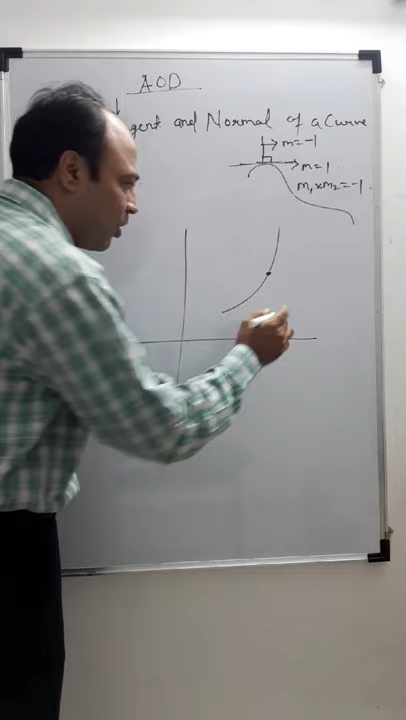 AOD
gent and Normal of a Curve
m=-1
m=1
m₁ x m₂ = -1